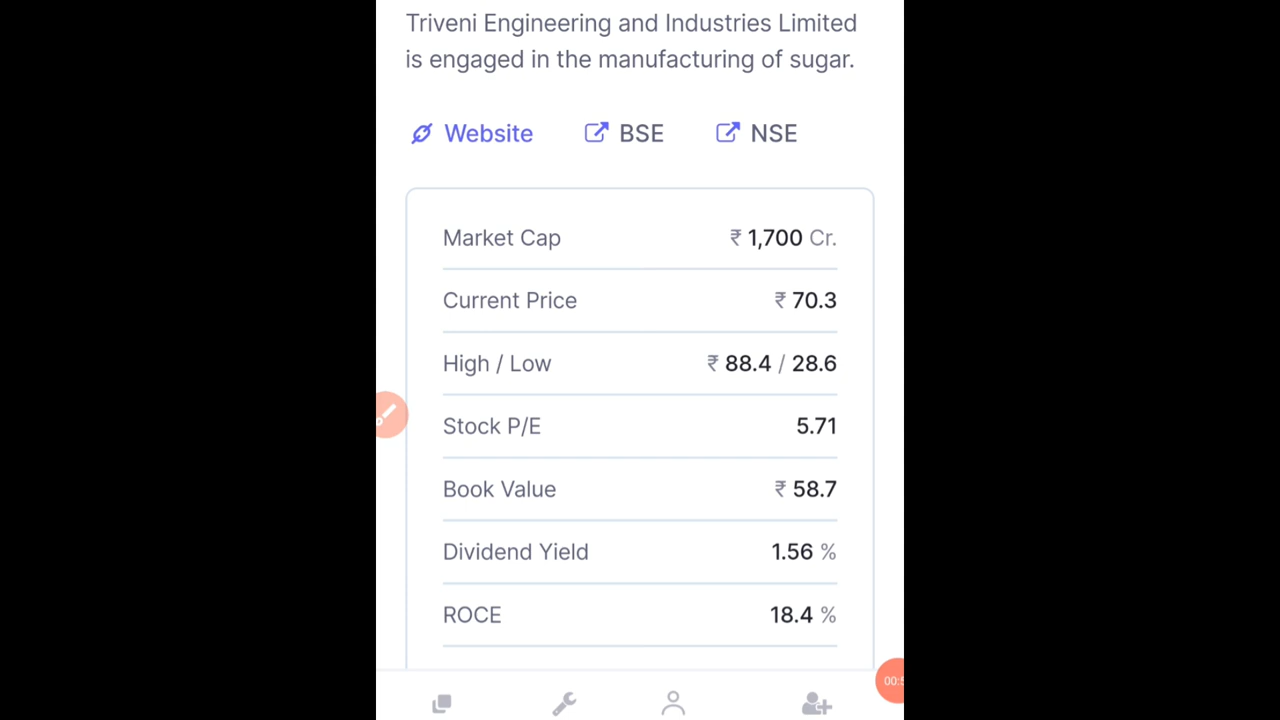 Triveni Engineering and Industries Limited
is engaged in the manufacturing of sugar.
Website BSE NSE
Market Cap ₹ 1,700 Cr.
Current Price ₹ 70.3
High / Low ₹ 88.4 / 28.6
Stock P/E 5.71
Book Value ₹ 58.7
Dividend Yield 1.56 %
ROCE 18.4 %